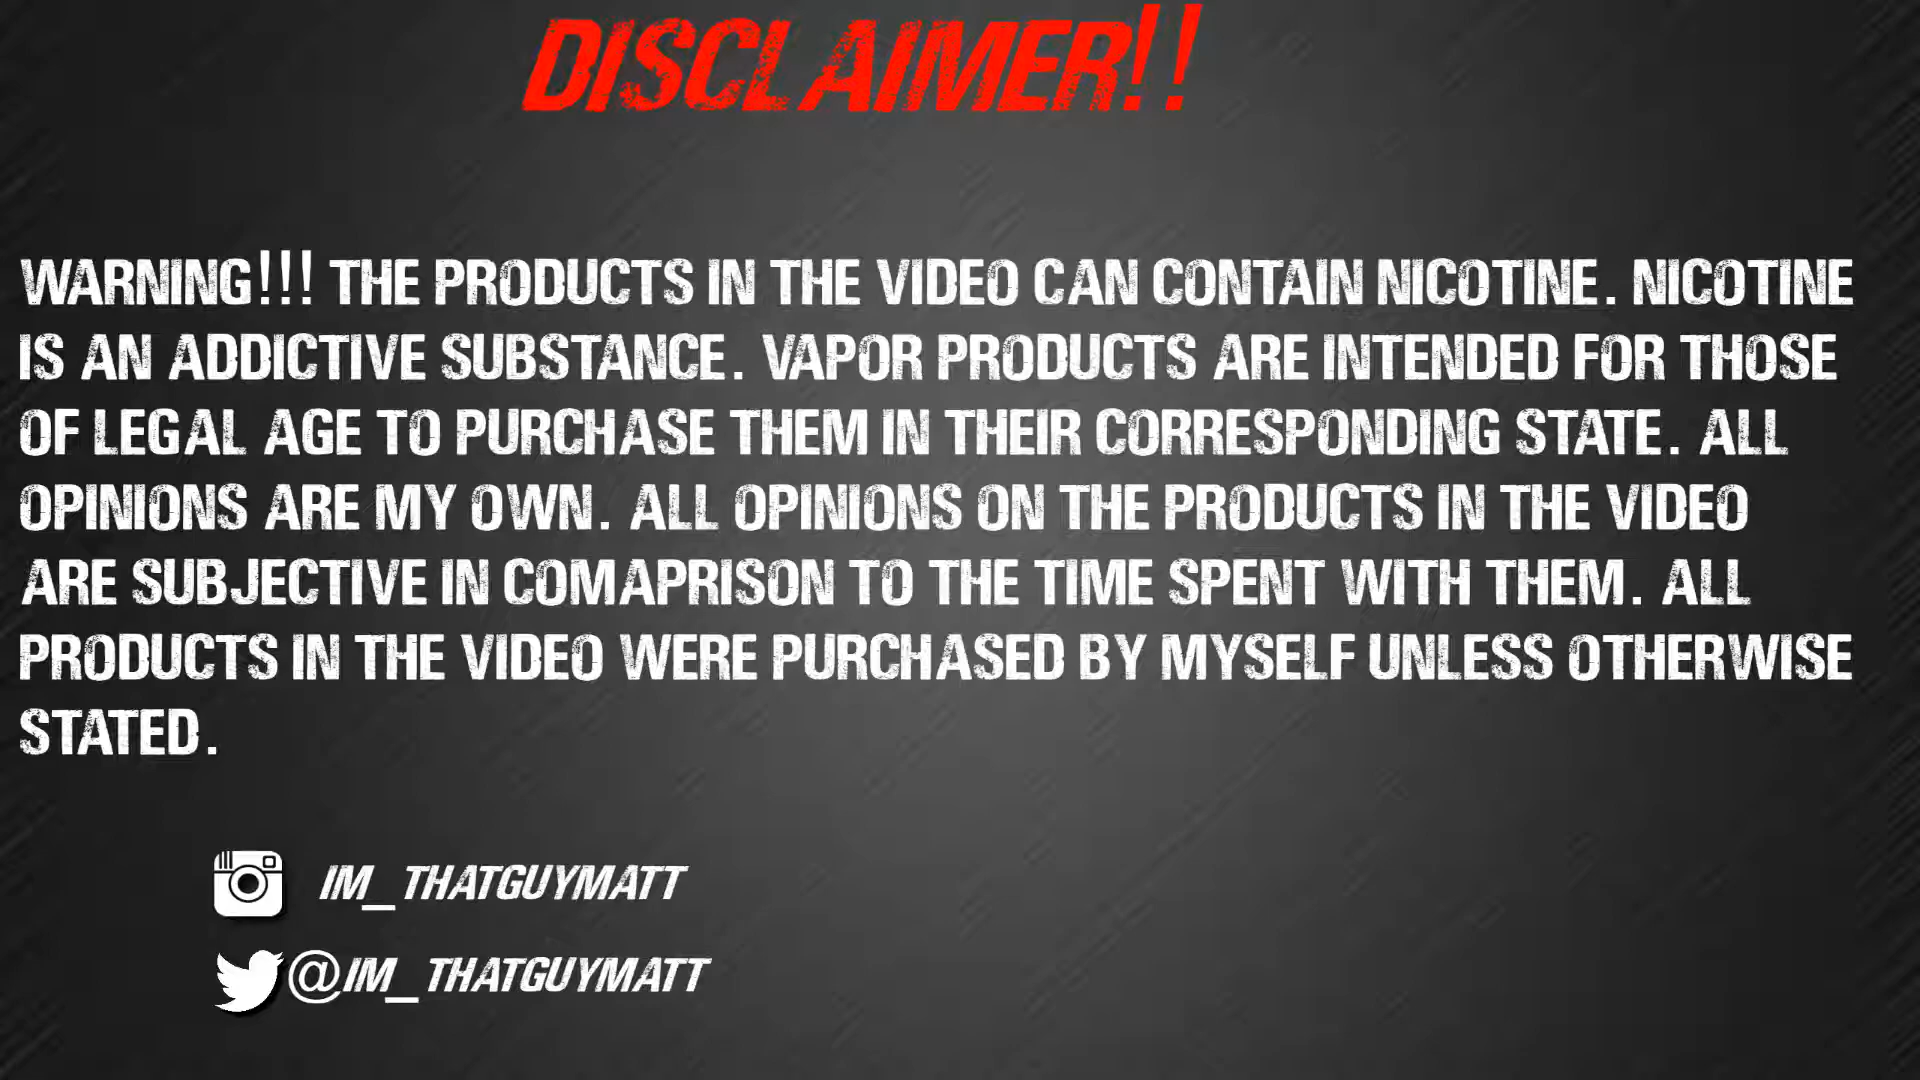 DISCLAIMER!!
WARNING!!! THE PRODUCTS IN THE VIDEO CAN CONTAIN NICOTINE. NICOTINE
IS AN ADDICTIVE SUBSTANCE. VAPOR PRODUCTS ARE INTENDED FOR THOSE
OF LEGAL AGE TO PURCHASE THEM IN THEIR CORRESPONDING STATE. ALL
OPINIONS ARE MY OWN. ALL OPINIONS ON THE PRODUCTS IN THE VIDEO
ARE SUBJECTIVE IN COMAPRISON TO THE TIME SPENT WITH THEM. ALL
PRODUCTS IN THE VIDEO WERE PURCHASED BY MYSELF UNLESS OTHERWISE
STATED.
IM_THATGUYMATT
@IM_THATGUYMATT